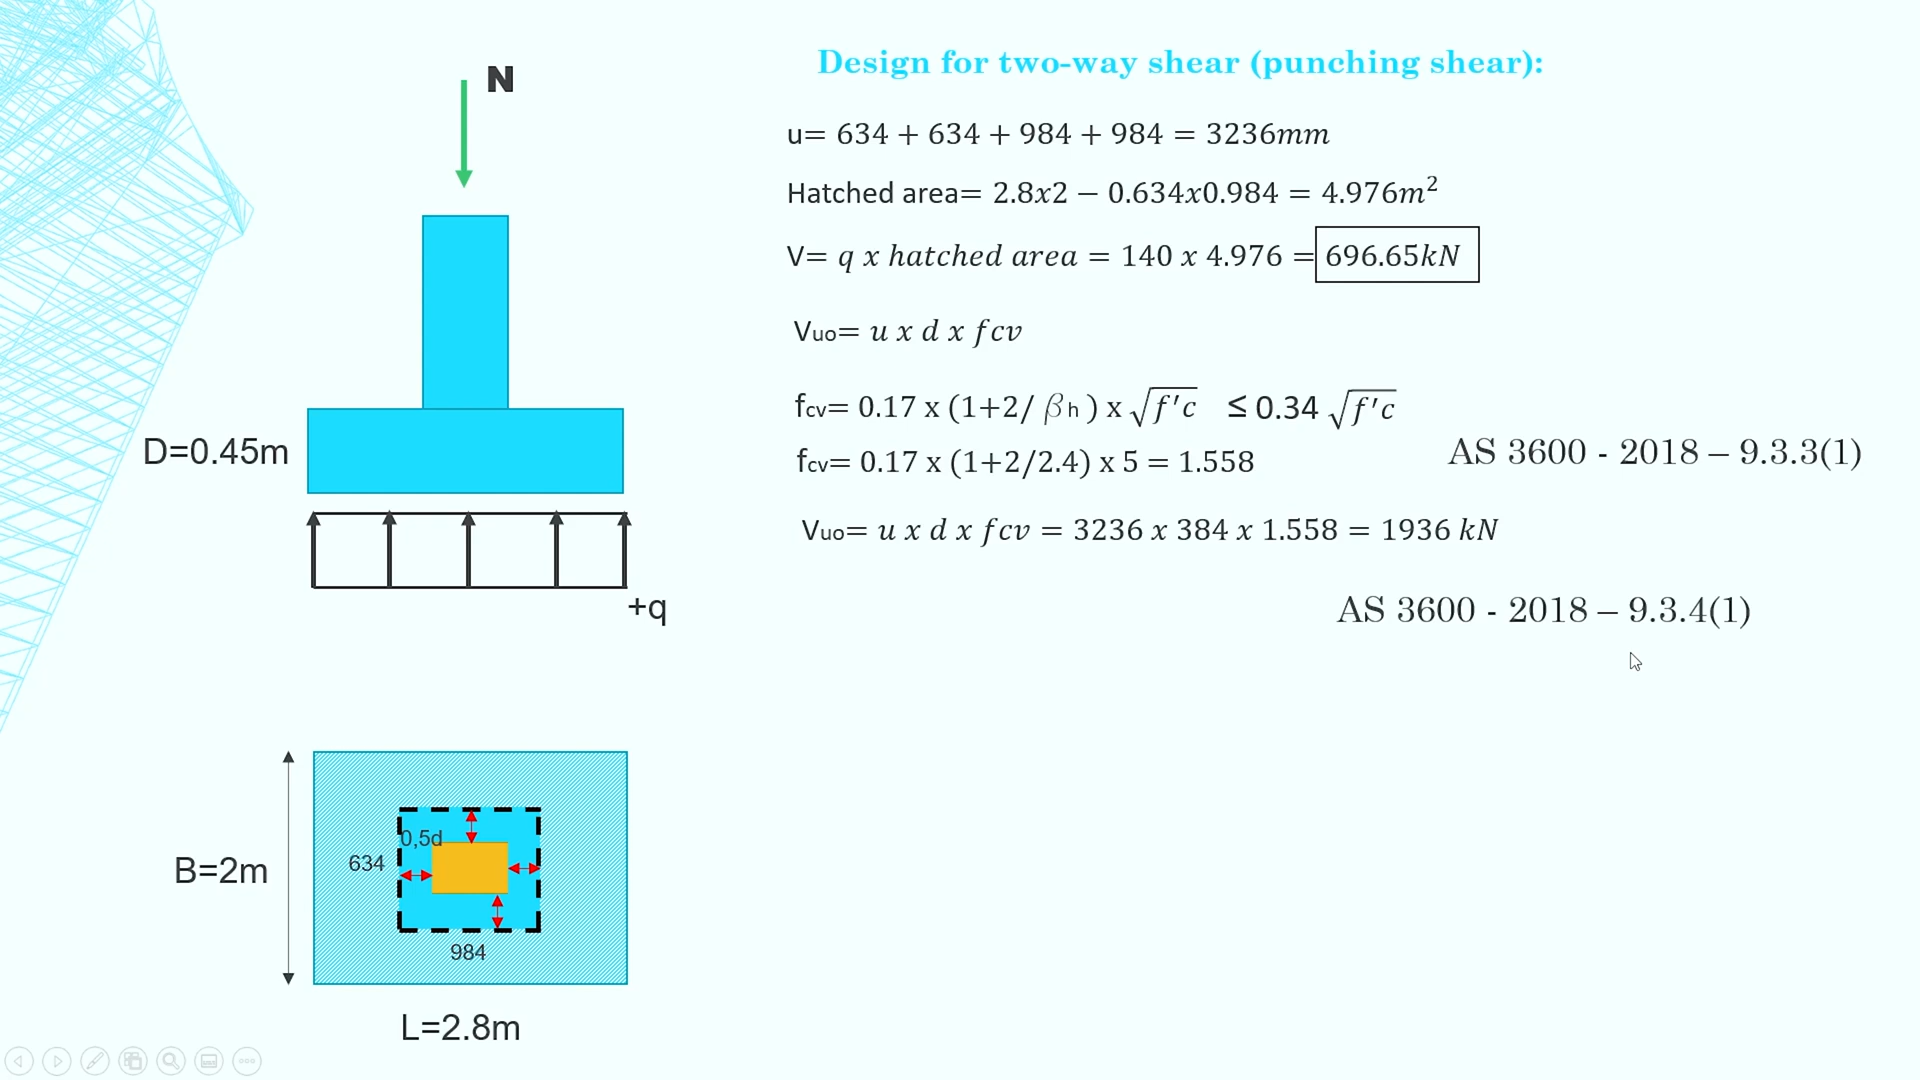 Design for two-way shear (punching shear):
N
u= 634 + 634 + 984 + 984 = 3236mm
Hatched area= 2.8x2 − 0.634x0.984 = 4.976m²
V= q x hatched area = 140 x 4.976 = 696.65kN
Vuo= u x d x fcv
fcv= 0.17 x (1+2/ βh ) x √f′c ≤ 0.34 √f′c
D=0.45m
AS 3600 - 2018 – 9.3.3(1)
fcv= 0.17 x (1+2/2.4) x 5 = 1.558
Vuo= u x d x fcv = 3236 x 384 x 1.558 = 1936 kN
+q
AS 3600 - 2018 – 9.3.4(1)
0,5d
634
B=2m
984
L=2.8m